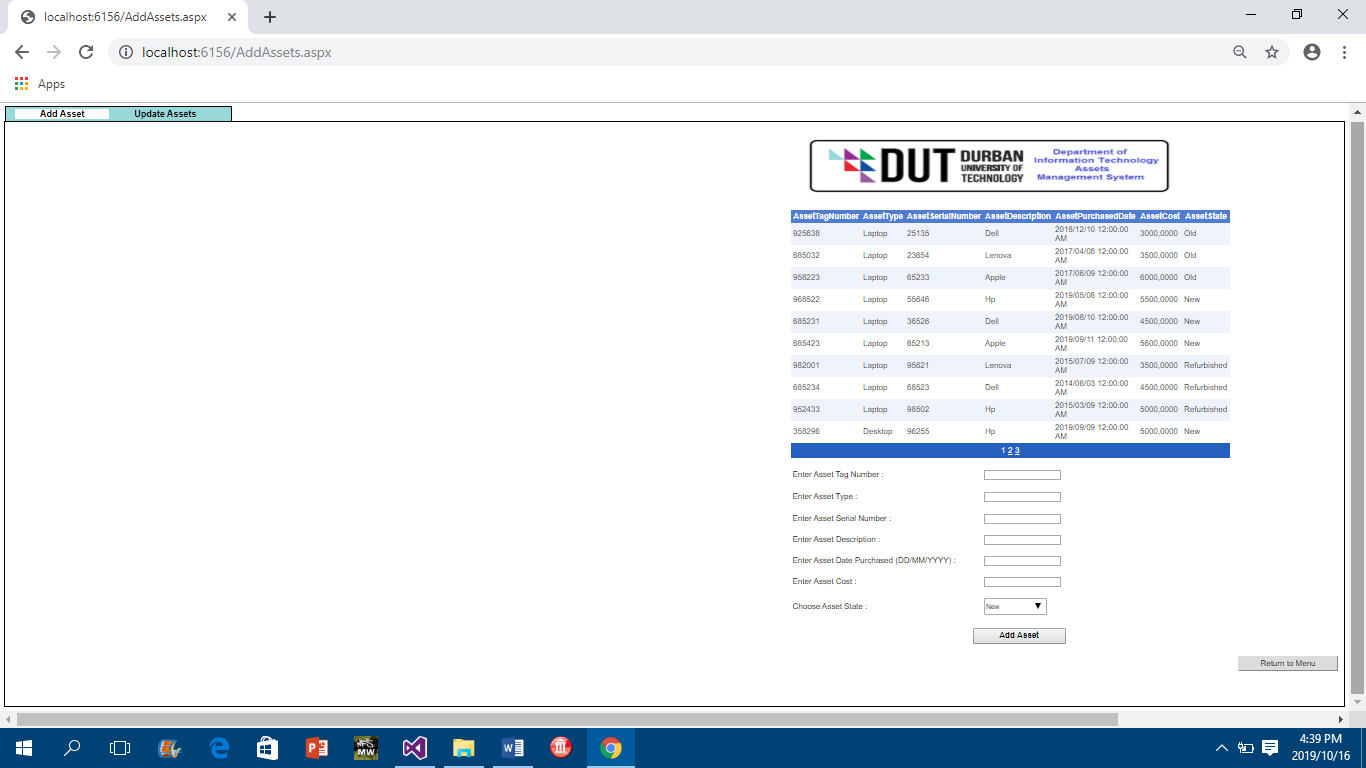 localhost:6156/AddAssets.aspx
localhost:6156/AddAssets.aspx
Apps
Add Asset Update Assets
DUT DURBAN UNIVERSITY OF TECHNOLOGY
Department of
Information Technology
Assets
Management System
AssetTagNumber AssetType AssetSerialNumber AssetDescription AssetPurchasedDate AssetCost AssetState
925638 Laptop 25135 Dell 2018/12/10 12:00:00 AM 3000,0000 Old
685032 Laptop 23654 Lenova 2017/04/08 12:00:00 AM 3500,0000 Old
958223 Laptop 65233 Apple 2017/06/09 12:00:00 AM 6000,0000 Old
968522 Laptop 55646 Hp 2019/05/08 12:00:00 AM 5500,0000 New
685231 Laptop 36526 Dell 2019/08/10 12:00:00 AM 4500,0000 New
685423 Laptop 65213 Apple 2019/09/11 12:00:00 AM 5600,0000 New
982001 Laptop 95621 Lenova 2015/07/09 12:00:00 AM 3500,0000 Refurbished
685234 Laptop 68523 Dell 2014/06/03 12:00:00 AM 4500,0000 Refurbished
952433 Laptop 98502 Hp 2015/03/09 12:00:00 AM 5000,0000 Refurbished
358296 Desktop 96255 Hp 2019/09/09 12:00:00 AM 5000,0000 New
1 2 3
Enter Asset Tag Number :
Enter Asset Type :
Enter Asset Serial Number :
Enter Asset Description :
Enter Asset Date Purchased (DD/MM/YYYY) :
Enter Asset Cost :
Choose Asset State : New
Add Asset
Return to Menu
4:39 PM
2019/10/16